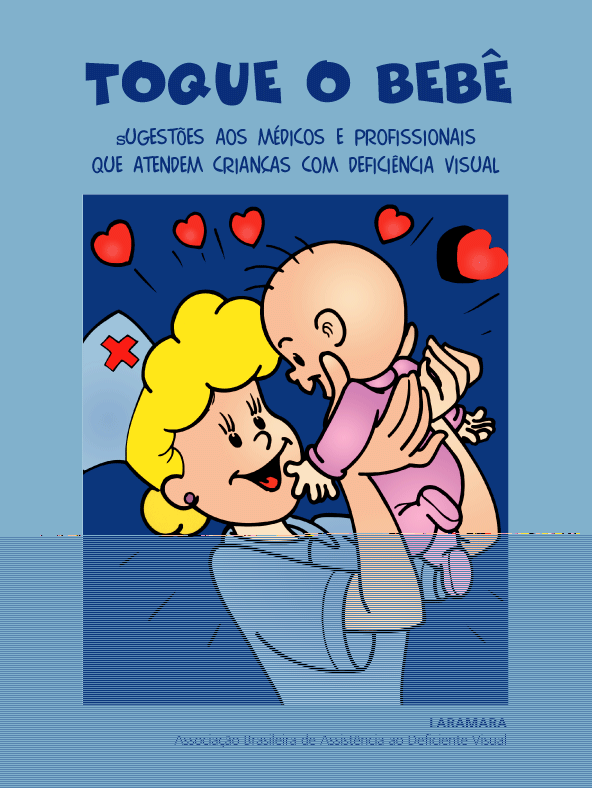 TOQUE O BEBÊ
sUGESTÕES AOS MÉDICOS E PROFISSIONAIS
QUE ATENDEM CRIANÇAS COM DEFICIÊNCIA VISUAL
LARAMARA
Associação Brasileira de Assistência ao Deficiente Visual